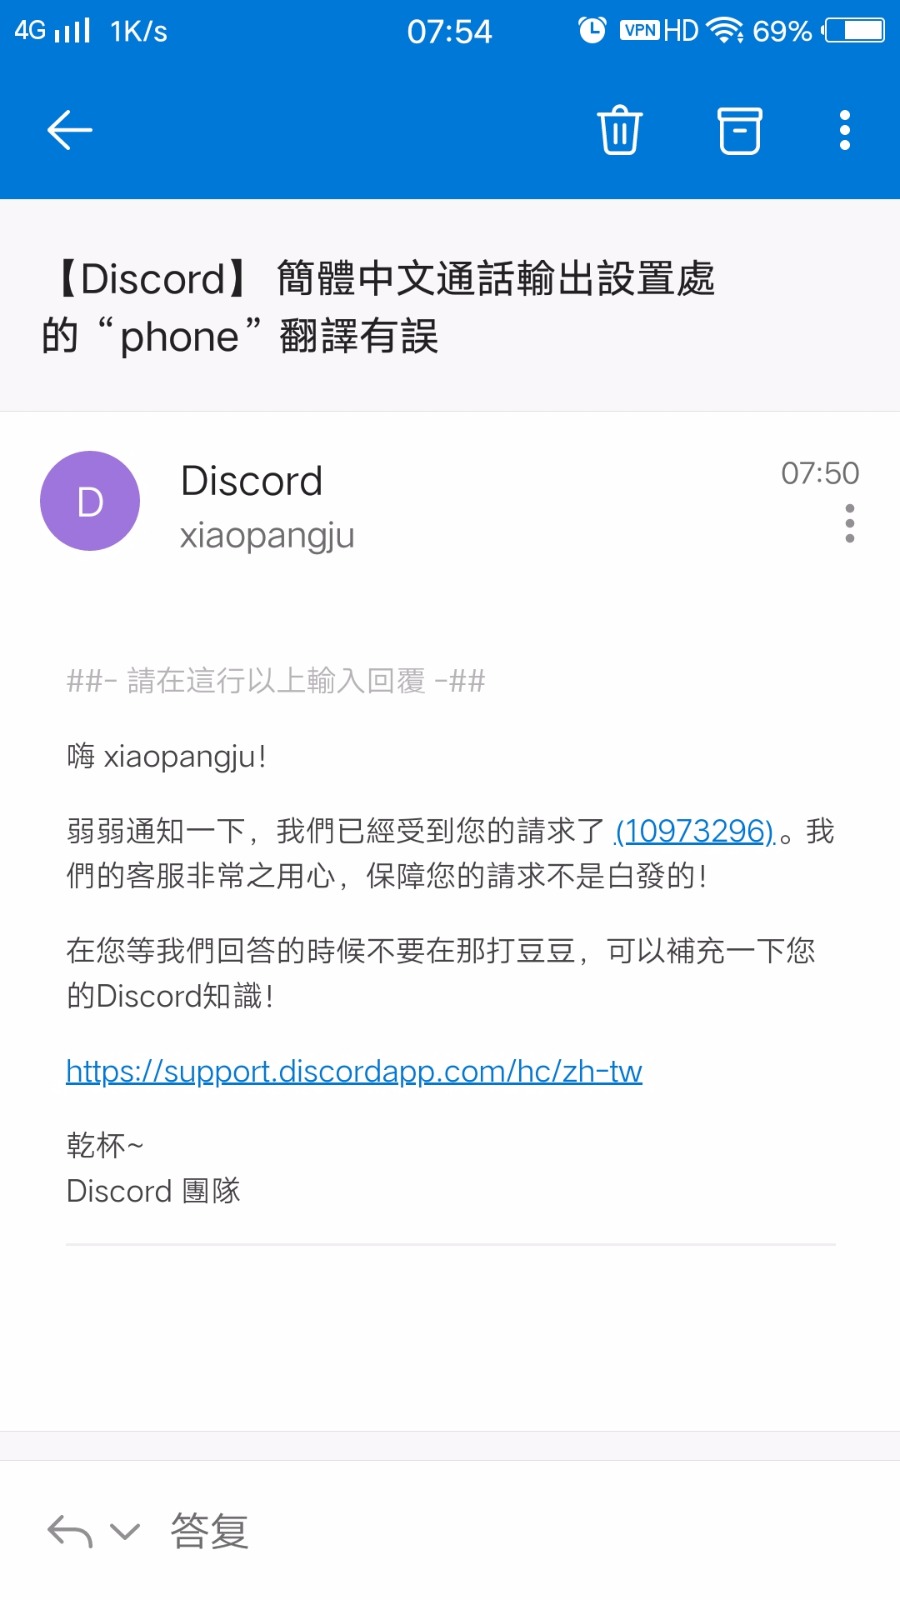 4G 1K/s 07:54 VPN HD 69%
【Discord】 簡體中文通話輸出設置處
的“phone”翻譯有誤
D
Discord
07:50
xiaopangju
##- 請在這行以上輸入回覆 -##
嗨 xiaopangju!
弱弱通知一下，我們已經受到您的請求了 (10973296)。我
們的客服非常之用心，保障您的請求不是白發的!
在您等我們回答的時候不要在那打豆豆，可以補充一下您
的Discord知識!
https://support.discordapp.com/hc/zh-tw
乾杯~
Discord 團隊
答复